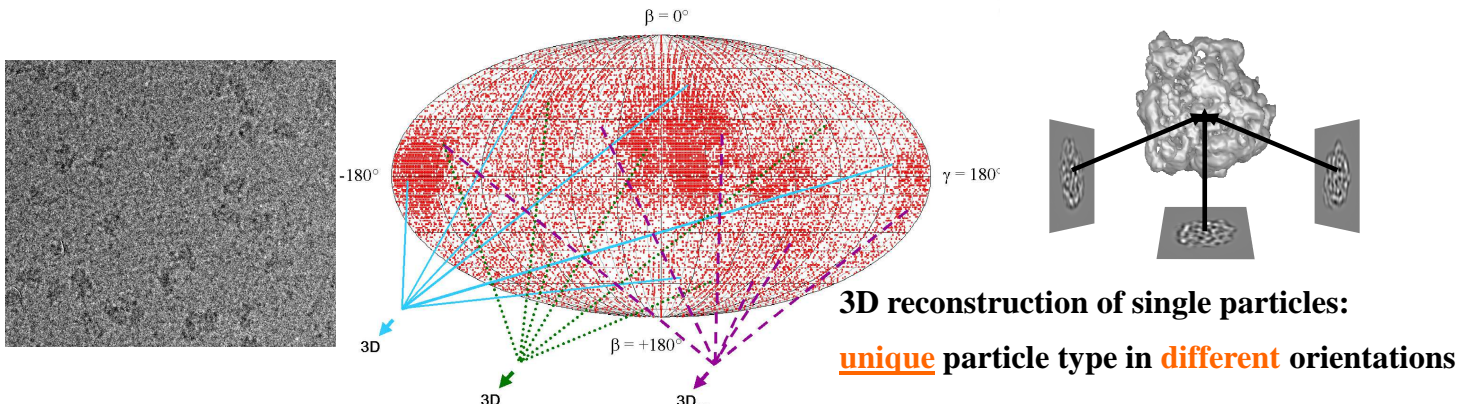 β = 0°
-180°
γ = 180°
β = +180°
3D
3D
3D
3D reconstruction of single particles:
unique particle type in different orientations